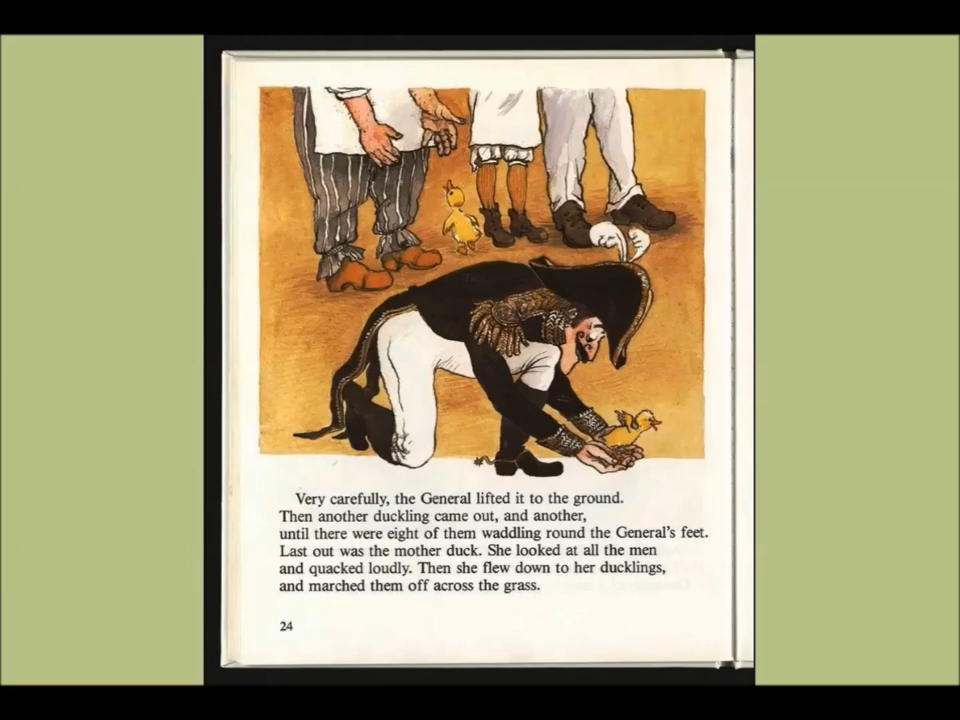 Very carefully, the General lifted it to the ground.
Then another duckling came out, and another,
until there were eight of them waddling round the General's feet.
Last out was the mother duck. She looked at all the men
and quacked loudly. Then she flew down to her ducklings,
and marched them off across the grass.
24